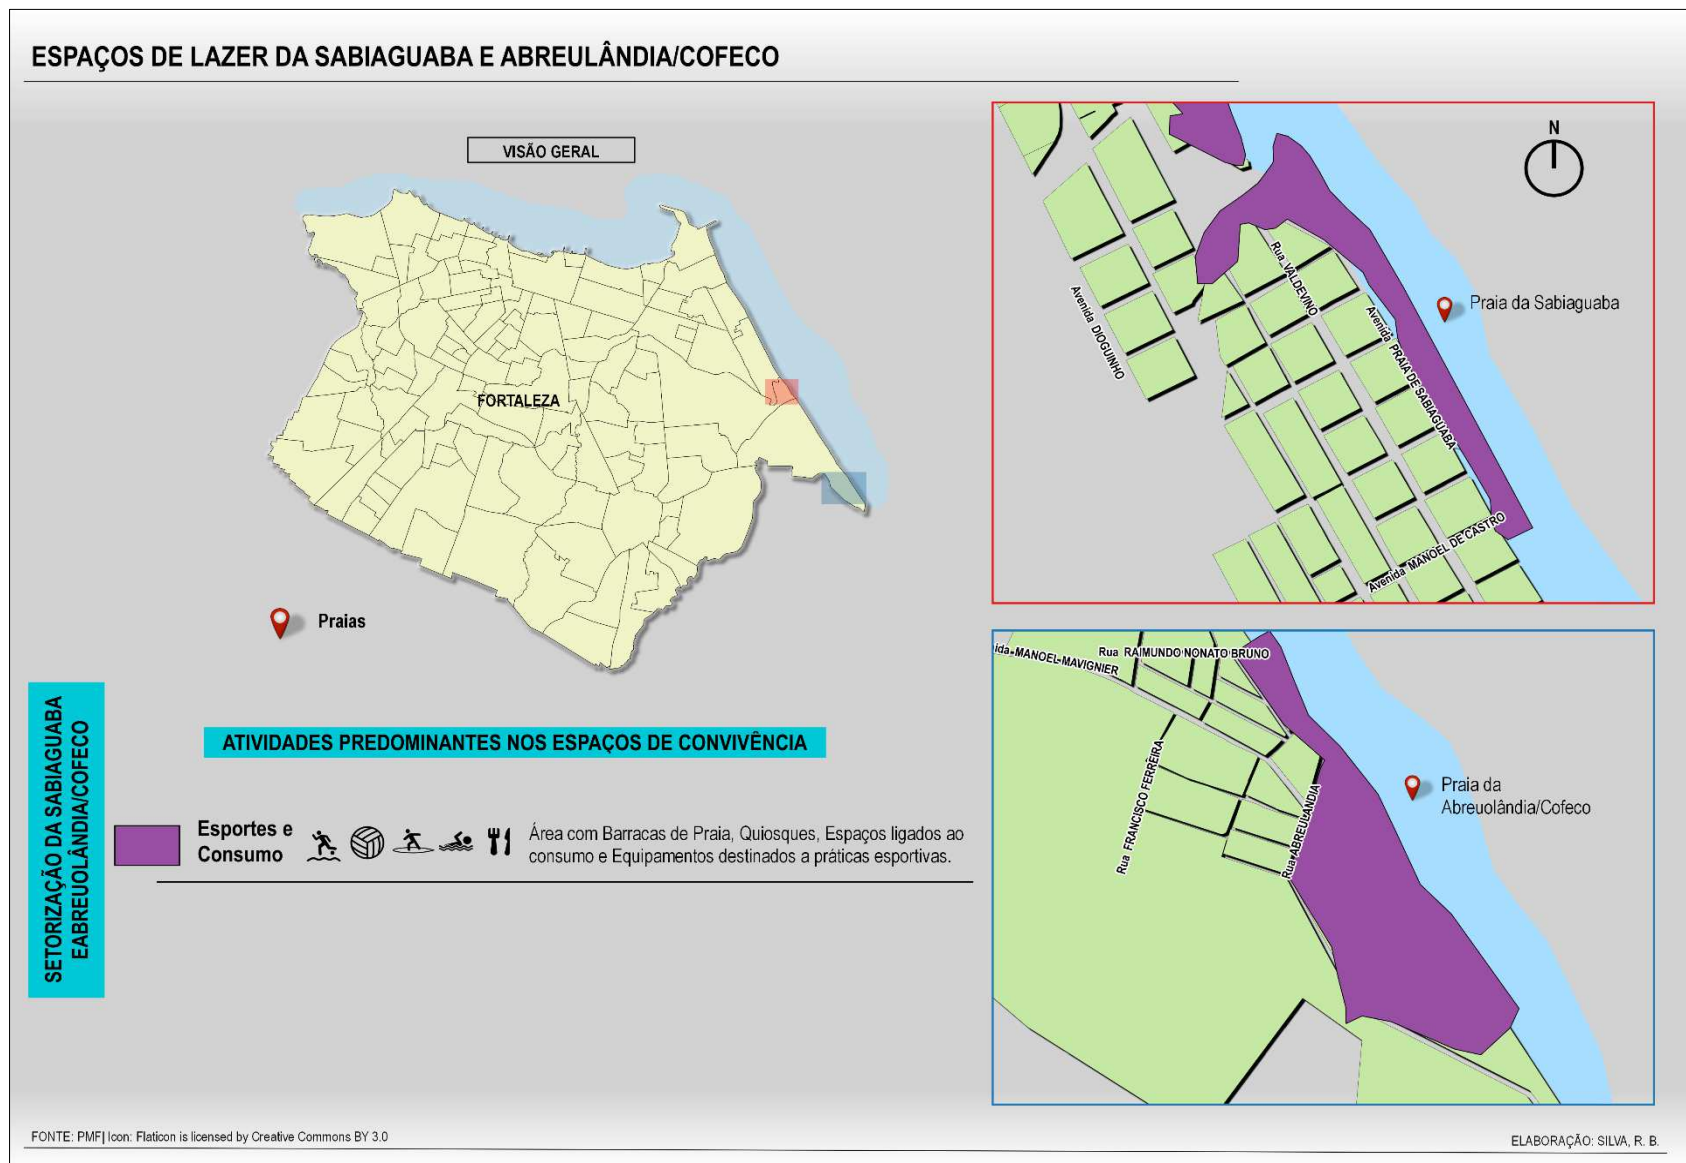 ESPAÇOS DE LAZER DA SABIAGUABA E ABREULÂNDIA/COFECO
VISÃO GERAL
FORTALEZA
Praias
N
Avenida DIOGUINHO
Rua VALDEVINO
Avenida PRAIA DE SABIAGUABA
Avenida MANOEL DE CASTRO
Praia da Sabiaguaba
ida MANOEL MAVIGNIER
Rua RAIMUNDO NONATO BRUNO
Rua FRANCISCO FERREIRA
Rua ABREULANDIA
Praia da
Abreuolândia/Cofeco
SETORIZAÇÃO DA SABIAGUABA
EABREUOLÂNDIA/COFECO
ATIVIDADES PREDOMINANTES NOS ESPAÇOS DE CONVIVÊNCIA
Esportes e
Consumo
Área com Barracas de Praia, Quiosques, Espaços ligados ao
consumo e Equipamentos destinados a práticas esportivas.
FONTE: PMF| Icon: Flaticon is licensed by Creative Commons BY 3.0
ELABORAÇÃO: SILVA, R. B.